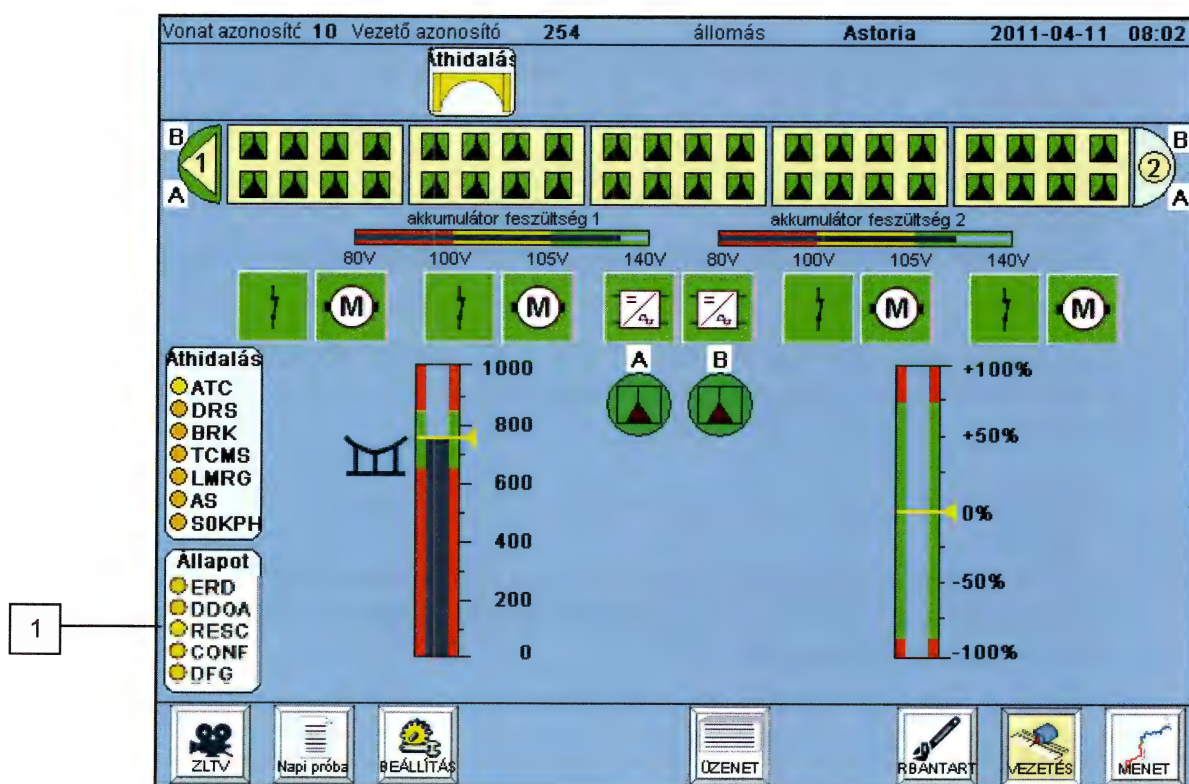 Vonat azonosító 10 Vezető azonosító 254 állomás Astoria 2011-04-11 08:02
Áthidalás
B B
1 2
A A
akkumulátor feszültség 1 akkumulátor feszültség 2
80V 100V 105V 140V 80V 100V 105V 140V
M M M M
A B
Áthidalás
ATC
DRS
BRK
TCMS
LMRG
AS
S0KPH
Állapot
ERD
DDOA
RESC
CONF
DFG
1
1000
800
600
400
200
0
+100%
+50%
0%
-50%
-100%
ZLTV Napi próba BEÁLLÍTÁS ÜZENET RBANTART VEZETÉS MENET